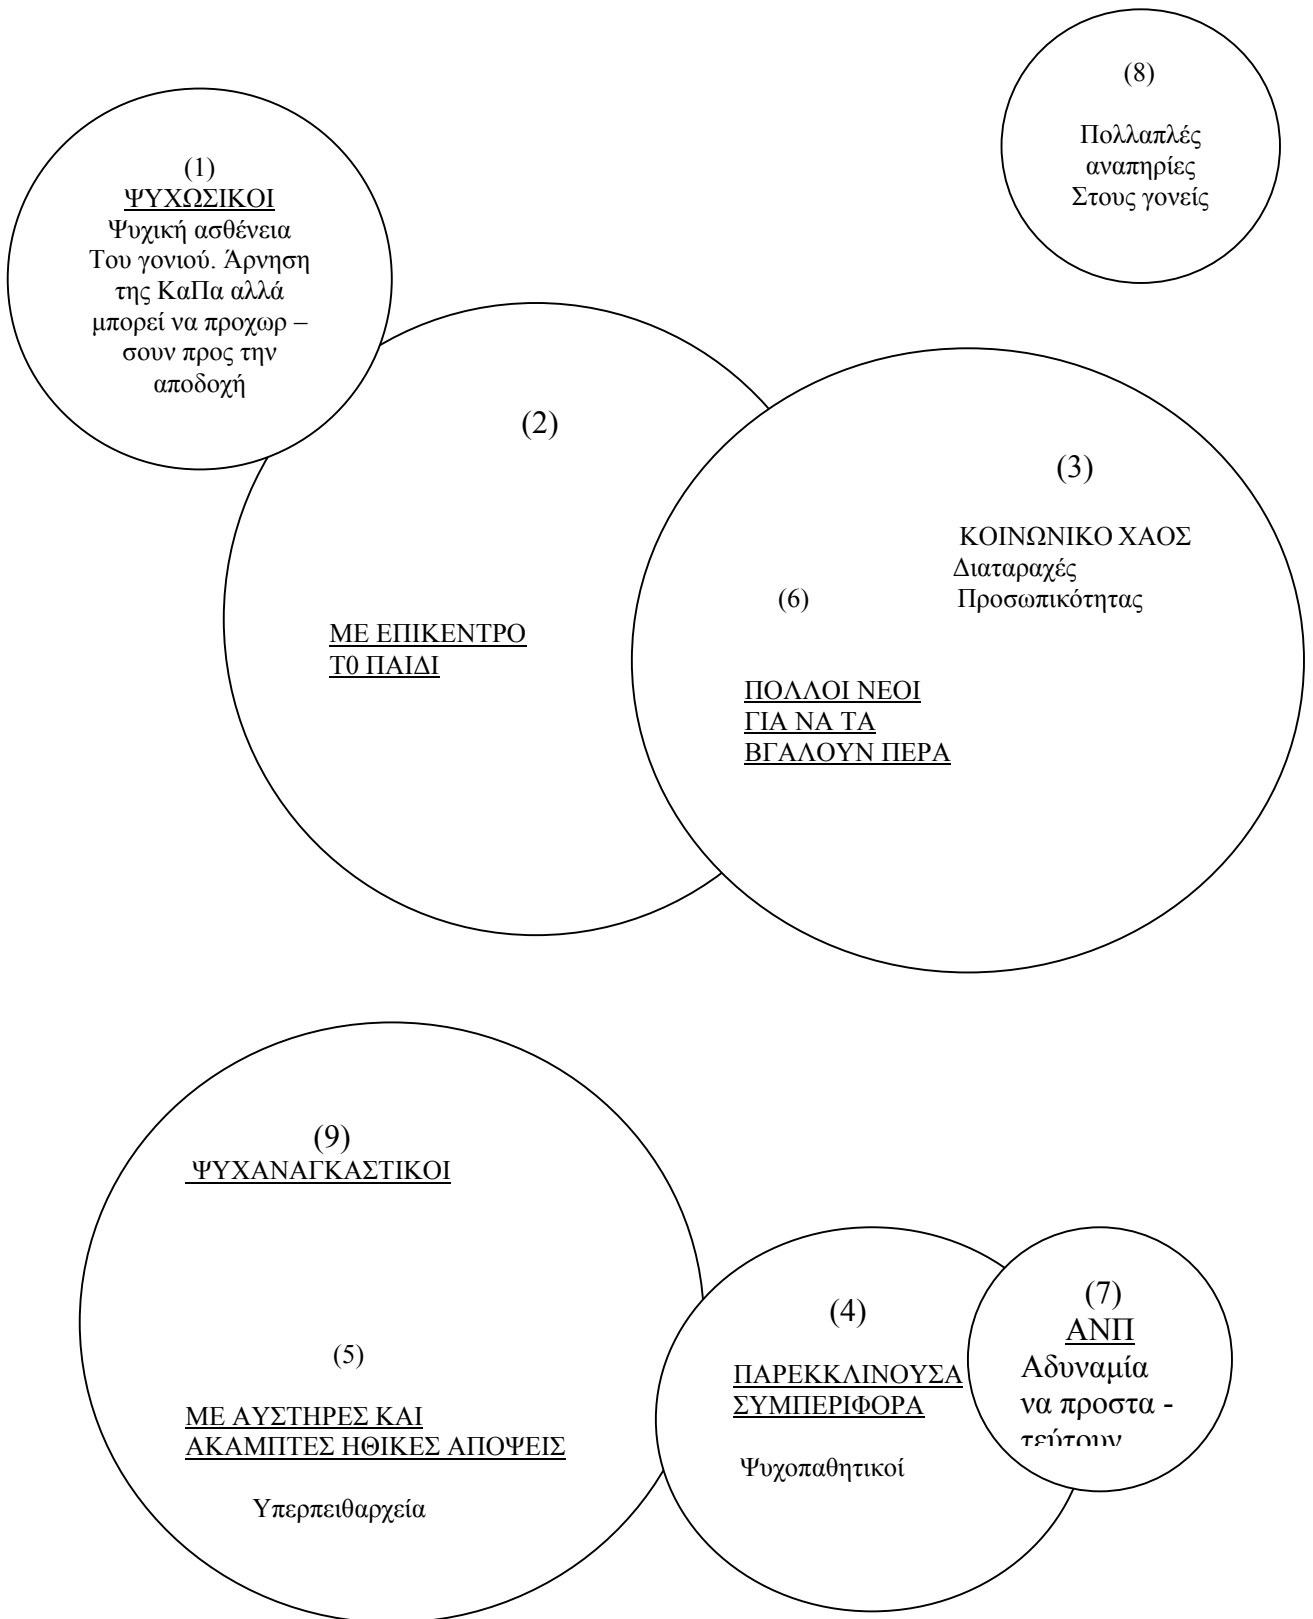 (8)
Πολλαπλές
αναπηρίες
Στους γονείς
(1)
ΨΥΧΩΣΙΚΟΙ
Ψυχική ασθένεια
Του γονιού. Άρνηση
της ΚαΠα αλλά
μπορεί να προχωρ –
σουν προς την
αποδοχή
(2)
ΜΕ ΕΠΙΚΕΝΤΡΟ
Τ0 ΠΑΙΔΙ
(3)
ΚΟΙΝΩΝΙΚΟ ΧΑΟΣ
Διαταραχές
Προσωπικότητας
(6)
ΠΟΛΛΟΙ ΝΕΟΙ
ΓΙΑ ΝΑ ΤΑ
ΒΓΑΛΟΥΝ ΠΕΡΑ
(9)
ΨΥΧΑΝΑΓΚΑΣΤΙΚΟΙ
(5)
ΜΕ ΑΥΣΤΗΡΕΣ ΚΑΙ
ΑΚΑΜΠΤΕΣ ΗΘΙΚΕΣ ΑΠΟΨΕΙΣ
Υπερπειθαρχεία
(4)
ΠΑΡΕΚΚΛΙΝΟΥΣΑ
ΣΥΜΠΕΡΙΦΟΡΑ
Ψυχοπαθητικοί
(7)
ΑΝΠ
Αδυναμία
να προστα -
τεύτουν